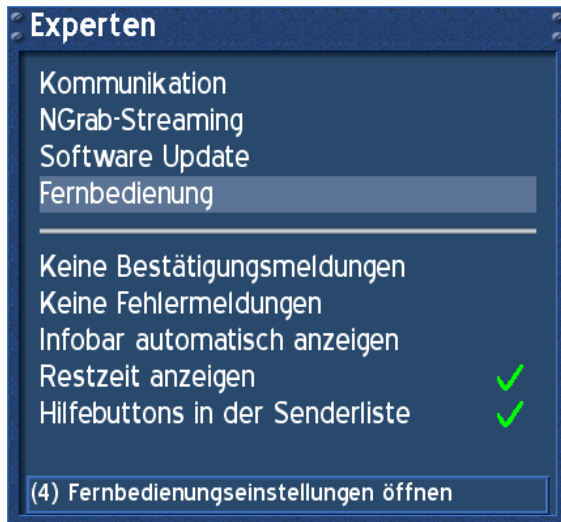 Experten
Kommunikation
NGrab-Streaming
Software Update
Fernbedienung
Keine Bestätigungsmeldungen
Keine Fehlermeldungen
Infobar automatisch anzeigen
Restzeit anzeigen
Hilfebuttons in der Senderliste
(4) Fernbedienungseinstellungen öffnen